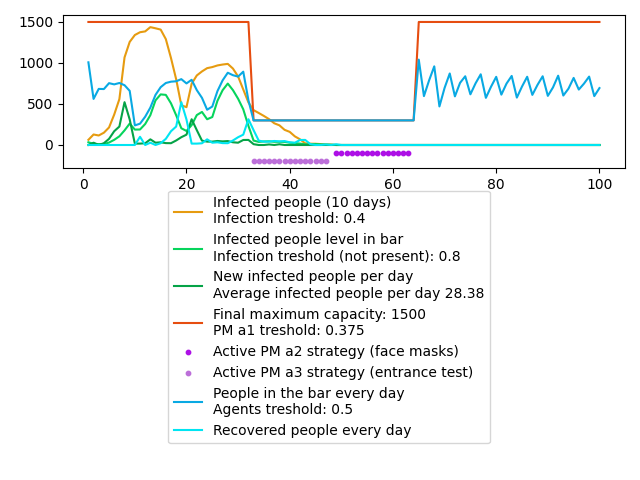 1500
1000
500
0
0
20
40
60
80
100
Infected people (10 days)
Infection treshold: 0.4
Infected people level in bar
Infection treshold (not present): 0.8
New infected people per day
Average infected people per day 28.38
Final maximum capacity: 1500
PM a1 treshold: 0.375
Active PM a2 strategy (face masks)
Active PM a3 strategy (entrance test)
People in the bar every day
Agents treshold: 0.5
Recovered people every day